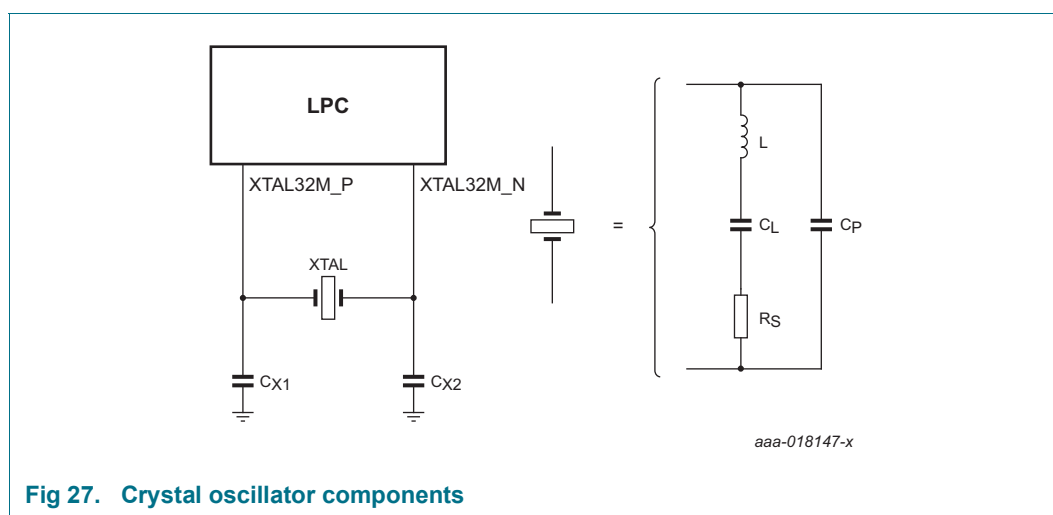 LPC
XTAL32M_P
XTAL32M_N
XTAL
CX1
CX2
=
L
CL
CP
RS
aaa-018147-x
Fig 27. Crystal oscillator components